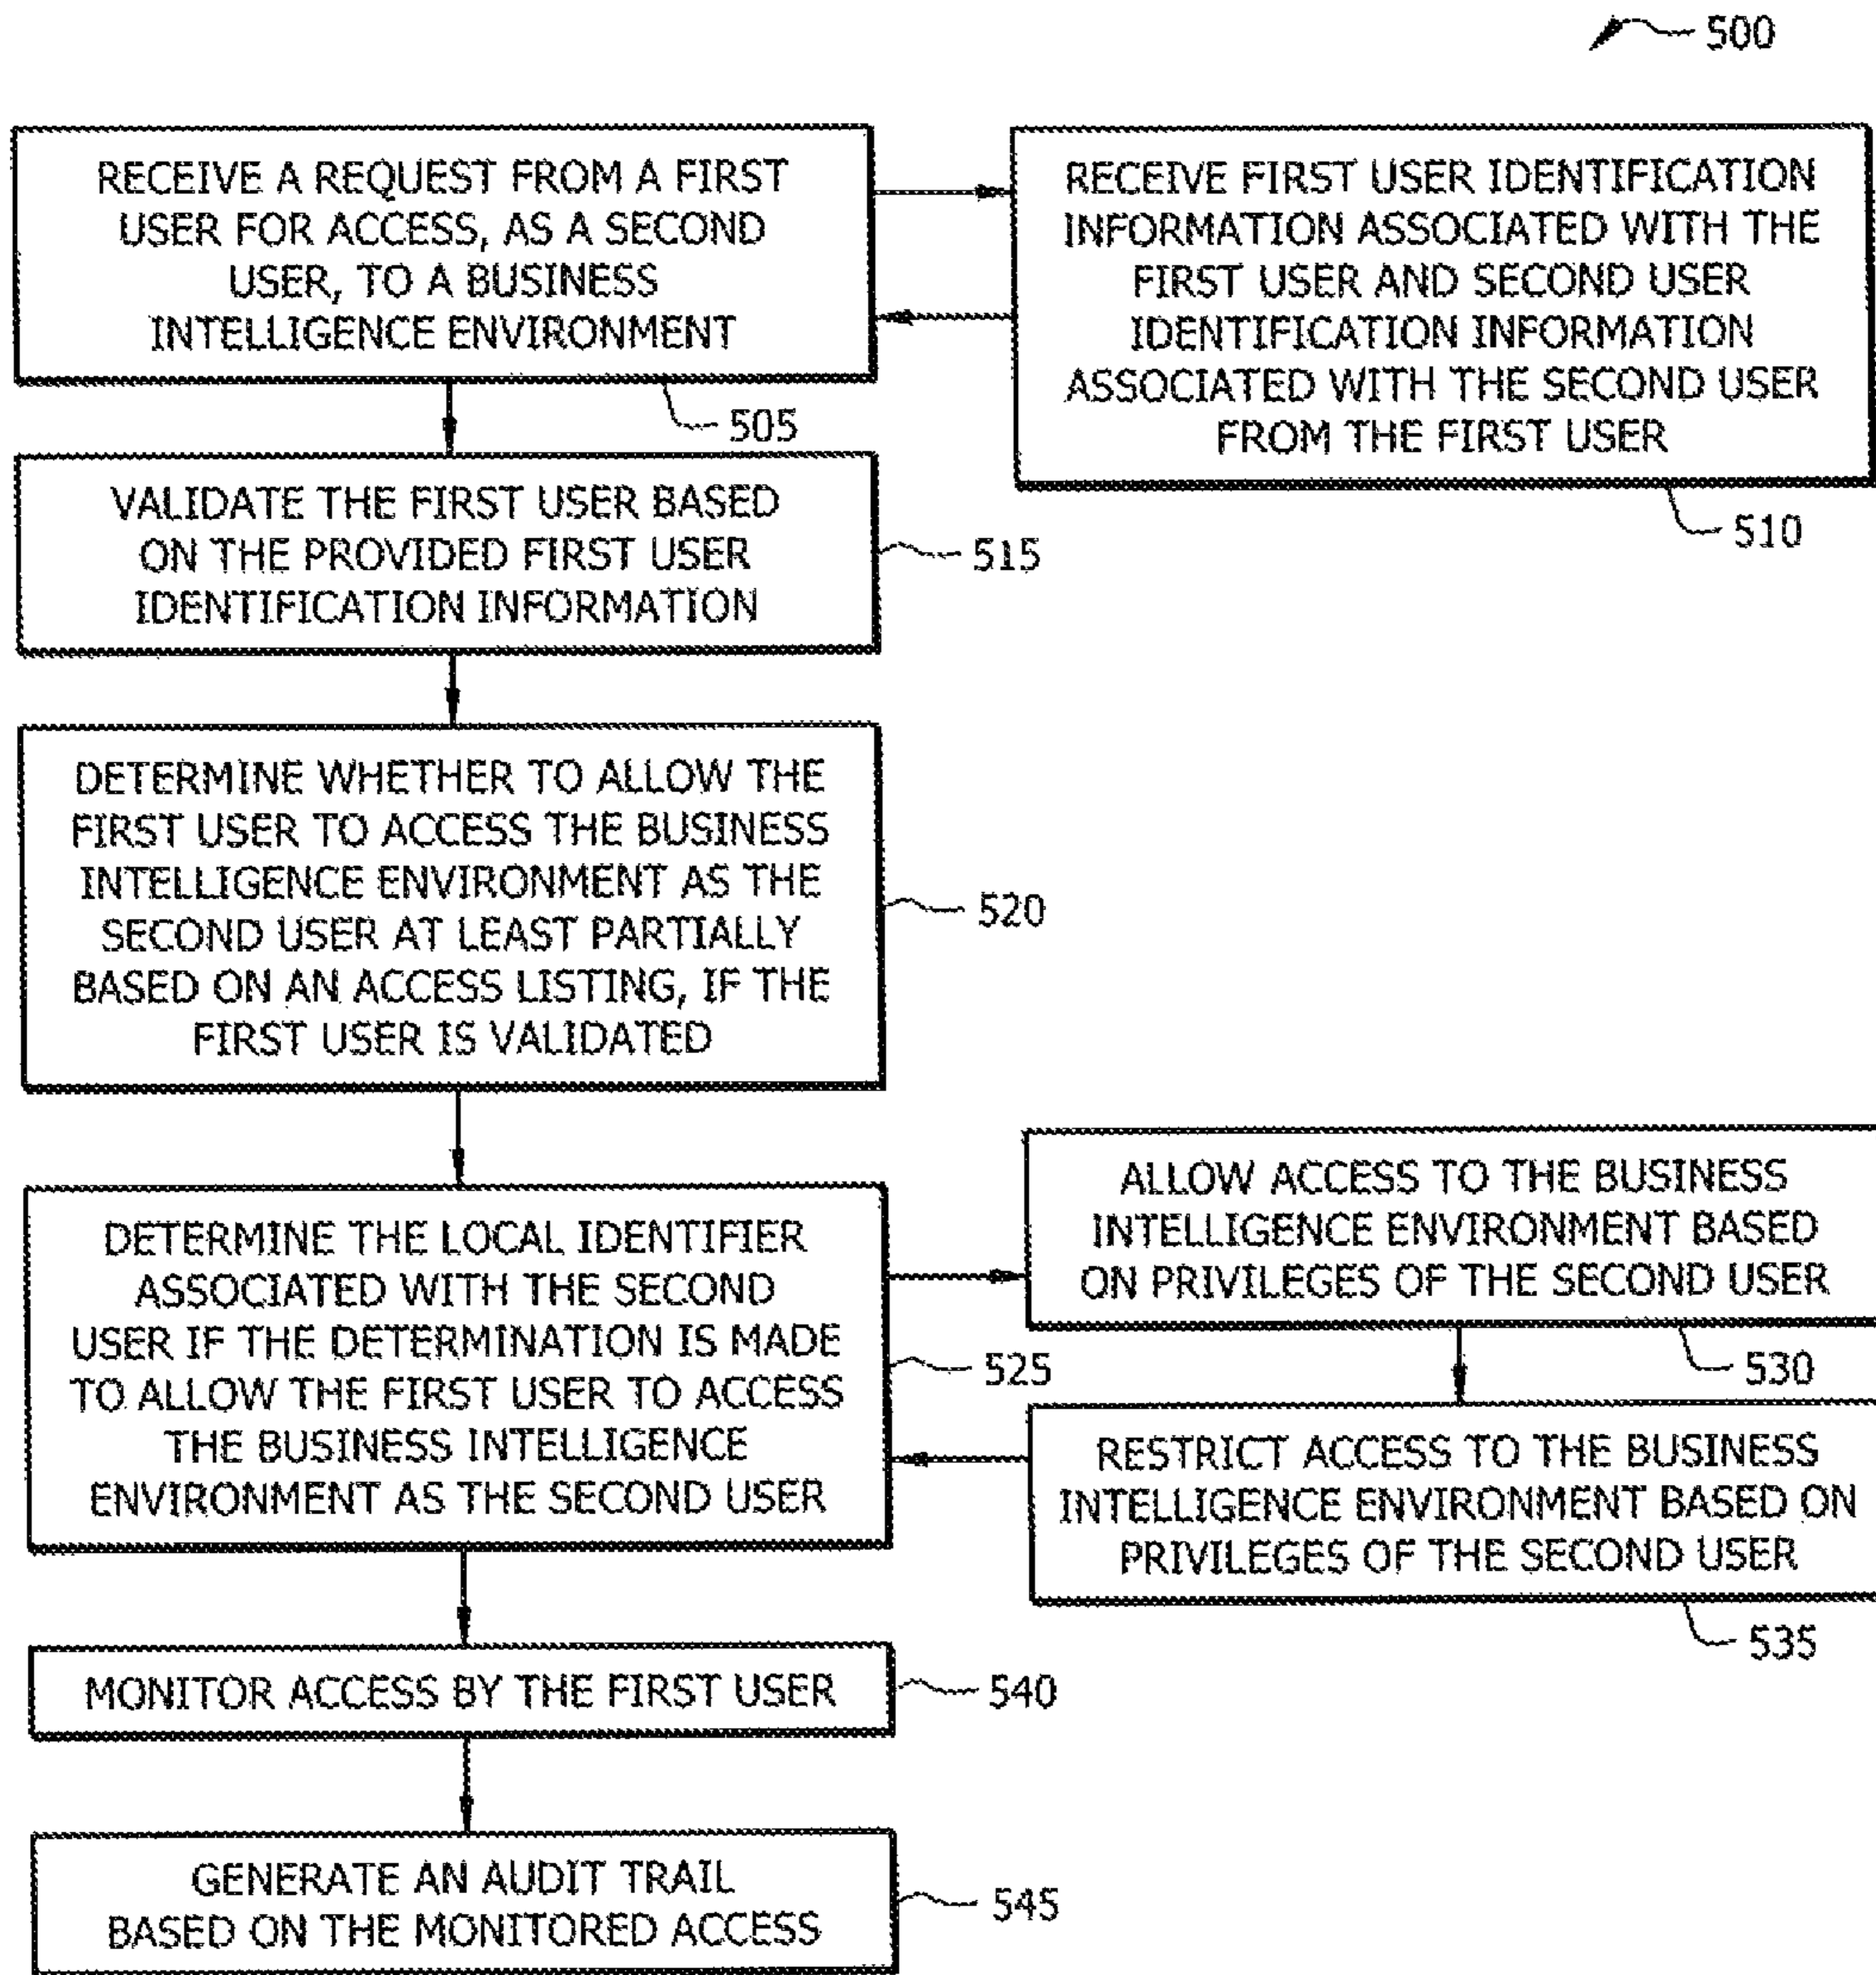 500
RECEIVE A REQUEST FROM A FIRST
USER FOR ACCESS, AS A SECOND
USER, TO A BUSINESS
INTELLIGENCE ENVIRONMENT
505
RECEIVE FIRST USER IDENTIFICATION
INFORMATION ASSOCIATED WITH THE
FIRST USER AND SECOND USER
IDENTIFICATION INFORMATION
ASSOCIATED WITH THE SECOND USER
FROM THE FIRST USER
510
VALIDATE THE FIRST USER BASED
ON THE PROVIDED FIRST USER
IDENTIFICATION INFORMATION
515
DETERMINE WHETHER TO ALLOW THE
FIRST USER TO ACCESS THE BUSINESS
INTELLIGENCE ENVIRONMENT AS THE
SECOND USER AT LEAST PARTIALLY
BASED ON AN ACCESS LISTING, IF THE
FIRST USER IS VALIDATED
520
DETERMINE THE LOCAL IDENTIFIER
ASSOCIATED WITH THE SECOND
USER IF THE DETERMINATION IS MADE
TO ALLOW THE FIRST USER TO ACCESS
THE BUSINESS INTELLIGENCE
ENVIRONMENT AS THE SECOND USER
525
ALLOW ACCESS TO THE BUSINESS
INTELLIGENCE ENVIRONMENT BASED
ON PRIVILEGES OF THE SECOND USER
530
RESTRICT ACCESS TO THE BUSINESS
INTELLIGENCE ENVIRONMENT BASED ON
PRIVILEGES OF THE SECOND USER
535
MONITOR ACCESS BY THE FIRST USER
540
GENERATE AN AUDIT TRAIL
BASED ON THE MONITORED ACCESS
545